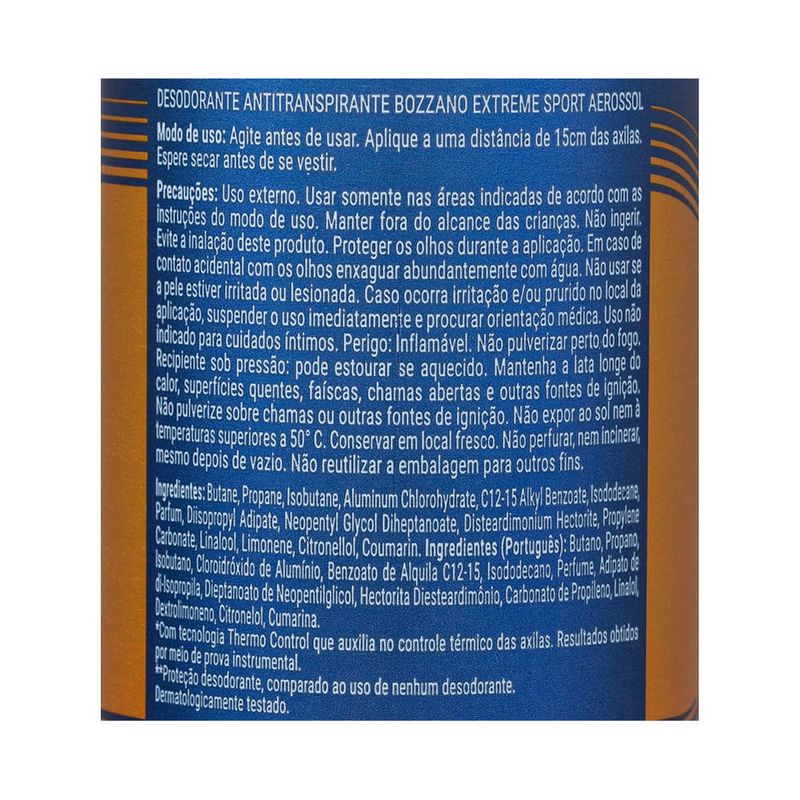 DESODORANTE ANTITRANSPIRANTE BOZZANO EXTREME SPORT AEROSSOL
Modo de uso: Agite antes de usar. Aplique a uma distância de 15cm das axilas.
Espere secar antes de se vestir.
Precauções: Uso externo. Usar somente nas áreas indicadas de acordo com as
instruções do modo de uso. Manter fora do alcance das crianças. Não ingerir.
Evite a inalação deste produto. Proteger os olhos durante a aplicação. Em caso de
contato acidental com os olhos enxaguar abundantemente com água. Não usar se
a pele estiver irritada ou lesionada. Caso ocorra irritação e/ou prurido no local da
aplicação, suspender o uso imediatamente e procurar orientação médica. Uso não
indicado para cuidados íntimos. Perigo: Inflamável. Não pulverizar perto do fogo.
Recipiente sob pressão: pode estourar se aquecido. Mantenha a lata longe do
calor, superfícies quentes, faíscas, chamas abertas e outras fontes de ignição.
Não pulverize sobre chamas ou outras fontes de ignição. Não expor ao sol nem à
temperaturas superiores a 50° C. Conservar em local fresco. Não perfurar, nem incinerar,
mesmo depois de vazio. Não reutilizar a embalagem para outros fins.
Ingredientes: Butane, Propane, Isobutane, Aluminum Chlorohydrate, C12-15 Alkyl Benzoate, Isododecane,
Parfum, Diisopropyl Adipate, Neopentyl Glycol Diheptanoate, Disteardimonium Hectorite, Propylene
Carbonate, Linalool, Limonene, Citronellol, Coumarin. Ingredientes (Português): Butano, Propano,
Isobutano, Cloroidróxido de Alumínio, Benzoato de Alquila C12-15, Isododecano, Perfume, Adipato de
di-Isopropila, Dieptanoato de Neopentilglicol, Hectorita Diesteardimônio, Carbonato de Propileno, Linalol,
Dextrolimoneno, Citronelol, Cumarina.
*Com tecnologia Thermo Control que auxilia no controle térmico das axilas. Resultados obtidos
por meio de prova instrumental.
**Proteção desodorante, comparado ao uso de nenhum desodorante.
Dermatologicamente testado.